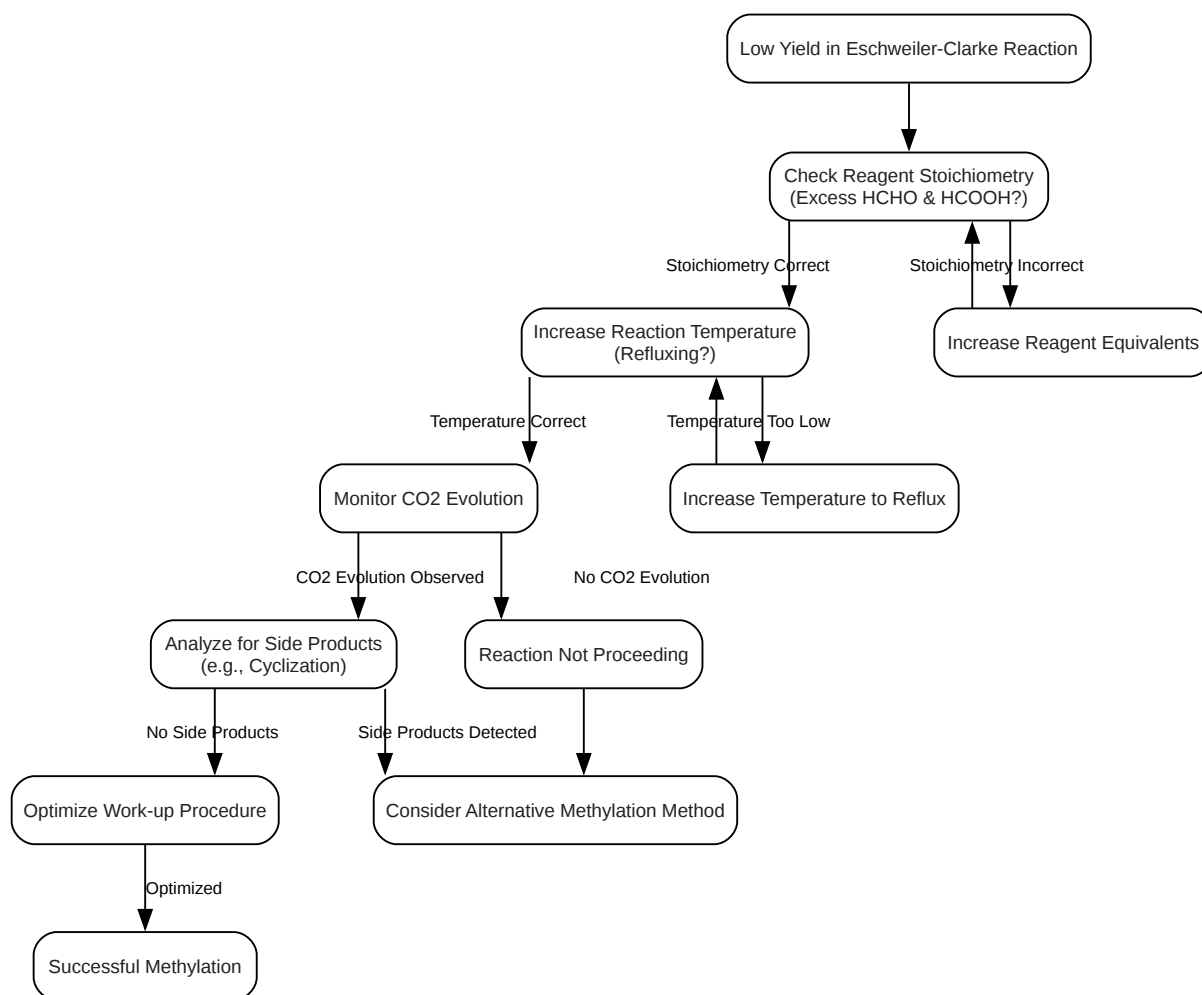 Low Yield in Eschweiler-Clarke Reaction
Check Reagent Stoichiometry
(Excess HCHO & HCOOH?)
Stoichiometry Correct
Stoichiometry Incorrect
Increase Reaction Temperature
(Refluxing?)
Increase Reagent Equivalents
Temperature Correct
Temperature Too Low
Monitor CO2 Evolution
Increase Temperature to Reflux
CO2 Evolution Observed
No CO2 Evolution
Analyze for Side Products
(e.g., Cyclization)
Reaction Not Proceeding
No Side Products
Side Products Detected
Optimize Work-up Procedure
Consider Alternative Methylation Method
Optimized
Successful Methylation